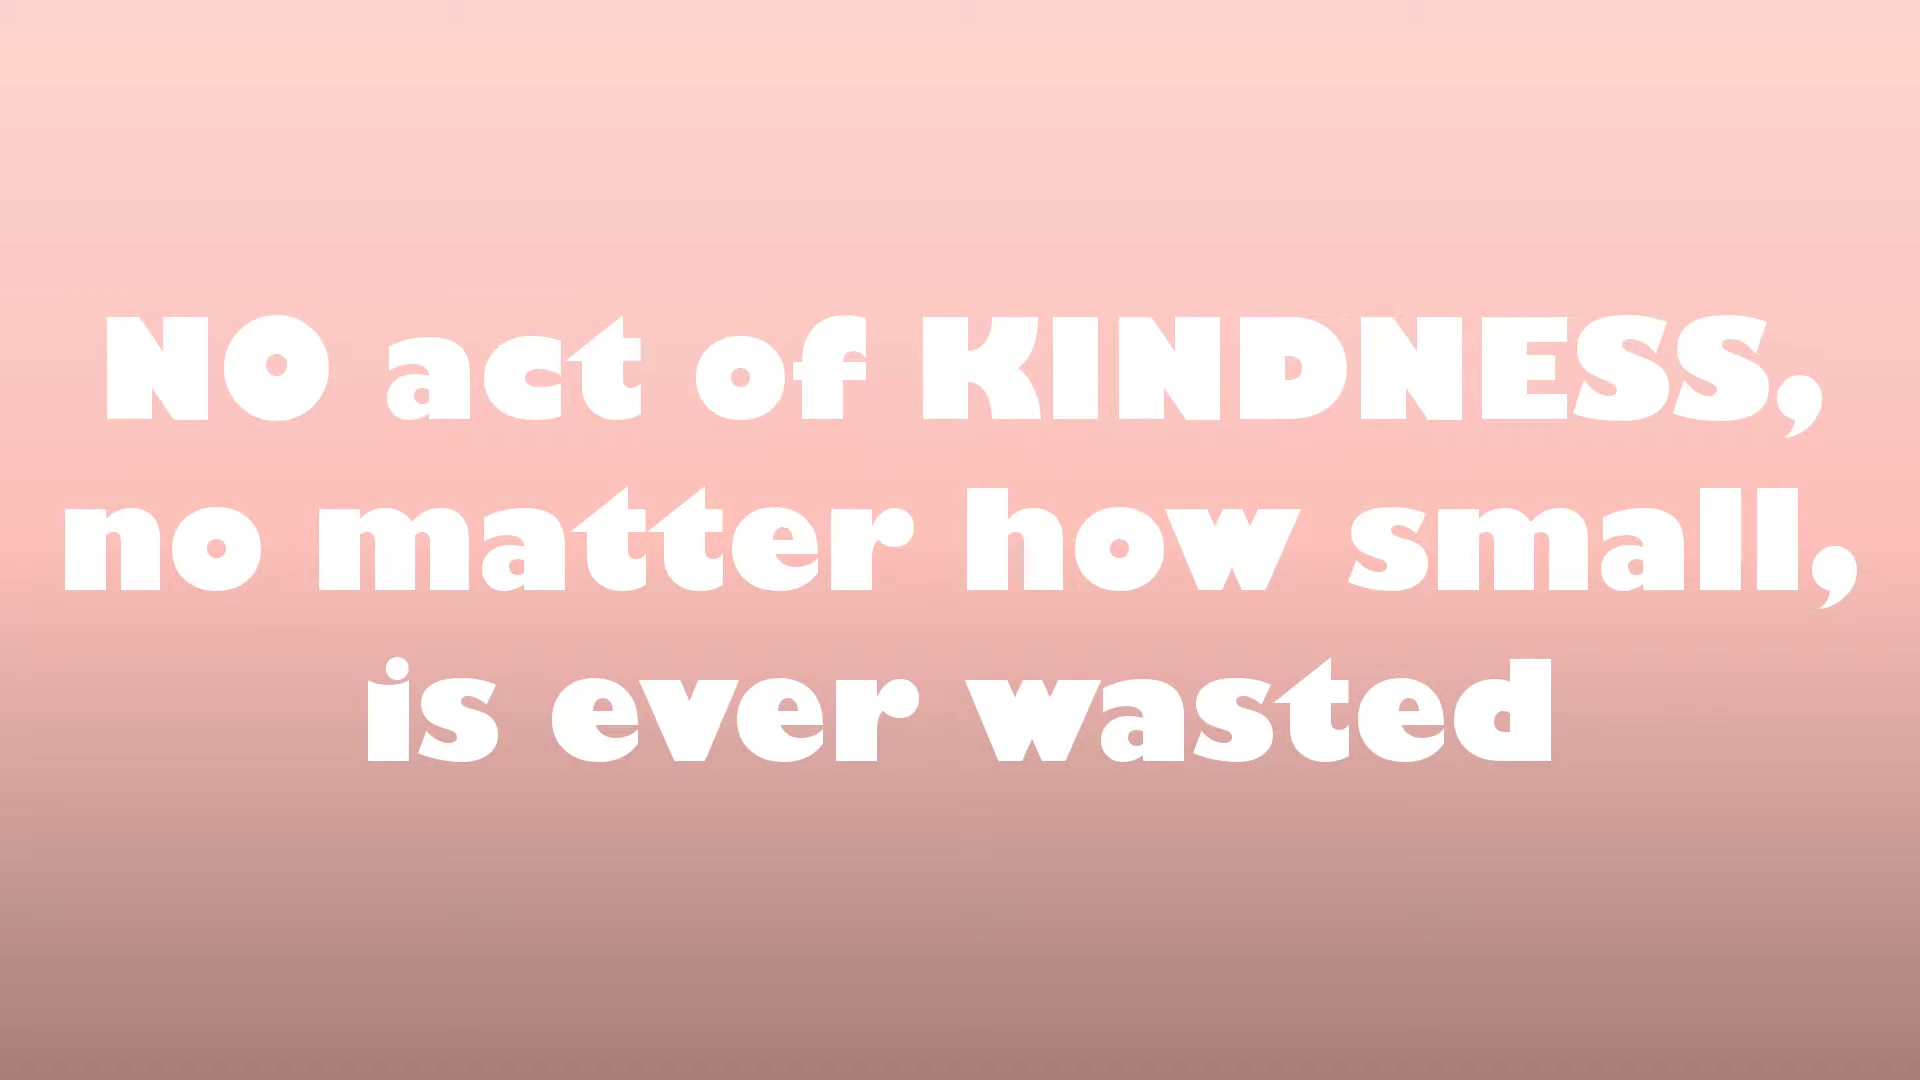 NO act of KINDNESS,
no matter how small,
is ever wasted